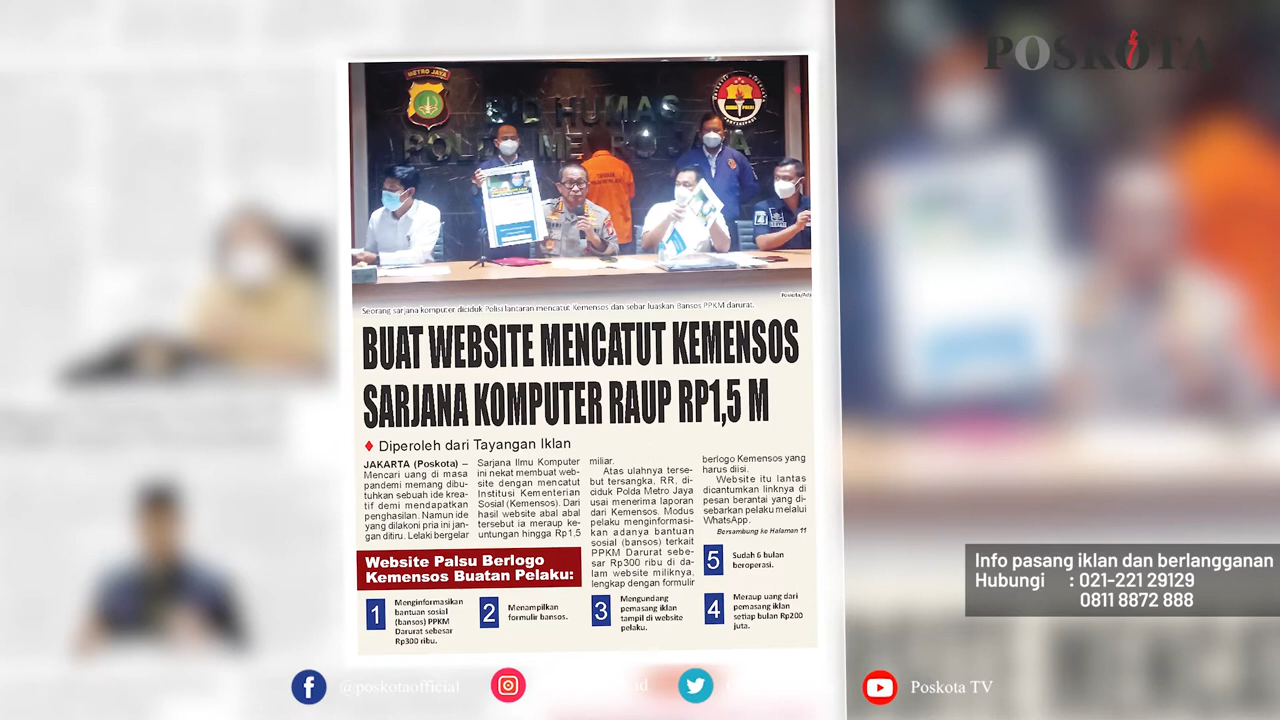 POSKOTA
METRO JAYA
BID HUMAS
POLDA METRO JAYA
TAHANAN
Poskota/Adji
Seorang sarjana komputer diciduk Polisi lantaran mencatut Kemensos dan sebar luaskan Bansos PPKM darurat.
BUAT WEBSITE MENCATUT KEMENSOS
SARJANA KOMPUTER RAUP RP1,5 M
Diperoleh dari Tayangan Iklan
JAKARTA (Poskota) –
Mencari uang di masa
pandemi memang dibu-
tuhkan sebuah ide krea-
tif demi mendapatkan
penghasilan. Namun ide
yang dilakoni pria ini jan-
gan ditiru. Lelaki bergelar
Sarjana Ilmu Komputer
ini nekat membuat web-
site dengan mencatut
Institusi Kementerian
Sosial (Kemensos). Dari
hasil website abal abal
tersebut ia meraup ke-
untungan hingga Rp1,5
miliar.
Atas ulahnya terse-
but tersangka, RR, di-
ciduk Polda Metro Jaya
usai menerima laporan
dari Kemensos. Modus
pelaku menginformasi-
kan adanya bantuan
sosial (bansos) terkait
PPKM Darurat sebe-
sar Rp300 ribu di da-
lam website miliknya,
lengkap dengan formulir
berlogo Kemensos yang
harus diisi.
Website itu lantas
dicantumkan linknya di
pesan berantai yang di-
sebarkan pelaku melalui
WhatsApp.
Bersambung ke Halaman 11
Website Palsu Berlogo
Kemensos Buatan Pelaku:
1
Menginformasikan
bantuan sosial
(bansos) PPKM
Darurat sebesar
Rp300 ribu.
2
Menampilkan
formulir bansos.
3
Mengundang
pemasang iklan
tampil di website
pelaku.
4
Meraup uang dari
pemasang iklan
setiap bulan Rp200
juta.
5
Sudah 6 bulan
beroperasi.
Info pasang iklan dan berlangganan
Hubungi : 021-221 29129
0811 8872 888
@poskotaofficial
Poskota TV